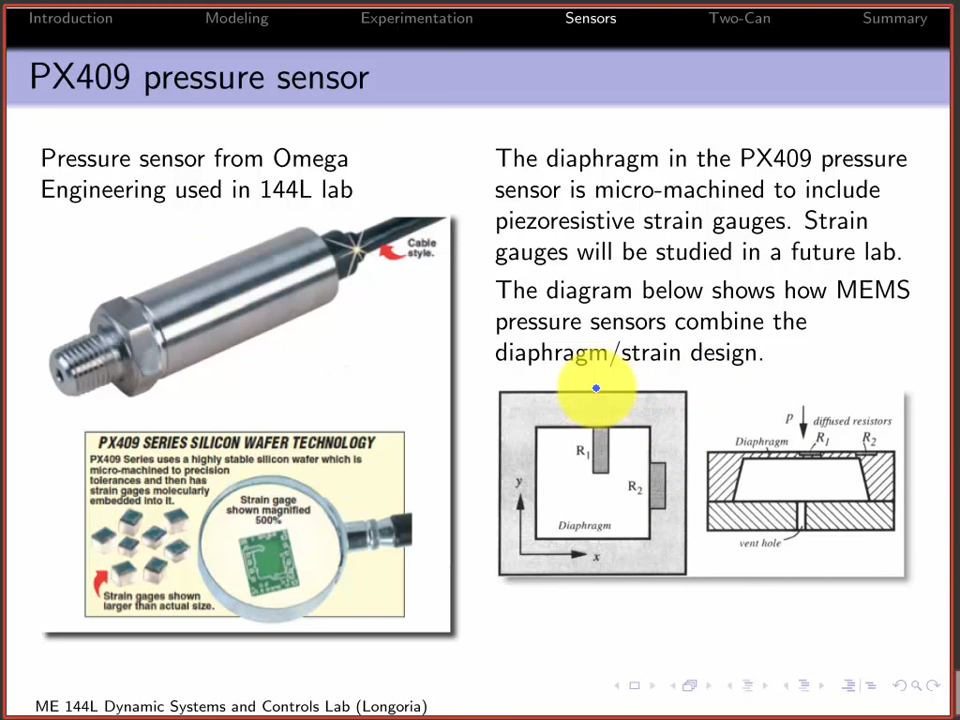 Introduction Modeling Experimentation Sensors Two-Can Summary
PX409 pressure sensor
Pressure sensor from Omega
Engineering used in 144L lab
Cable
style.
PX409 SERIES SILICON WAFER TECHNOLOGY
PX409 Series uses a highly stable silicon wafer which is
micro-machined to precision
tolerances and then has
strain gages molecularly
embedded into it.
Strain gage
shown magnified
500%
Strain gages shown
larger than actual size.
The diaphragm in the PX409 pressure
sensor is micro-machined to include
piezoresistive strain gauges. Strain
gauges will be studied in a future lab.
The diagram below shows how MEMS
pressure sensors combine the
diaphragm/strain design.
R1
R2
y
Diaphragm
x
p
diffused resistors
Diaphragm R1 R2
vent hole
ME 144L Dynamic Systems and Controls Lab (Longoria)